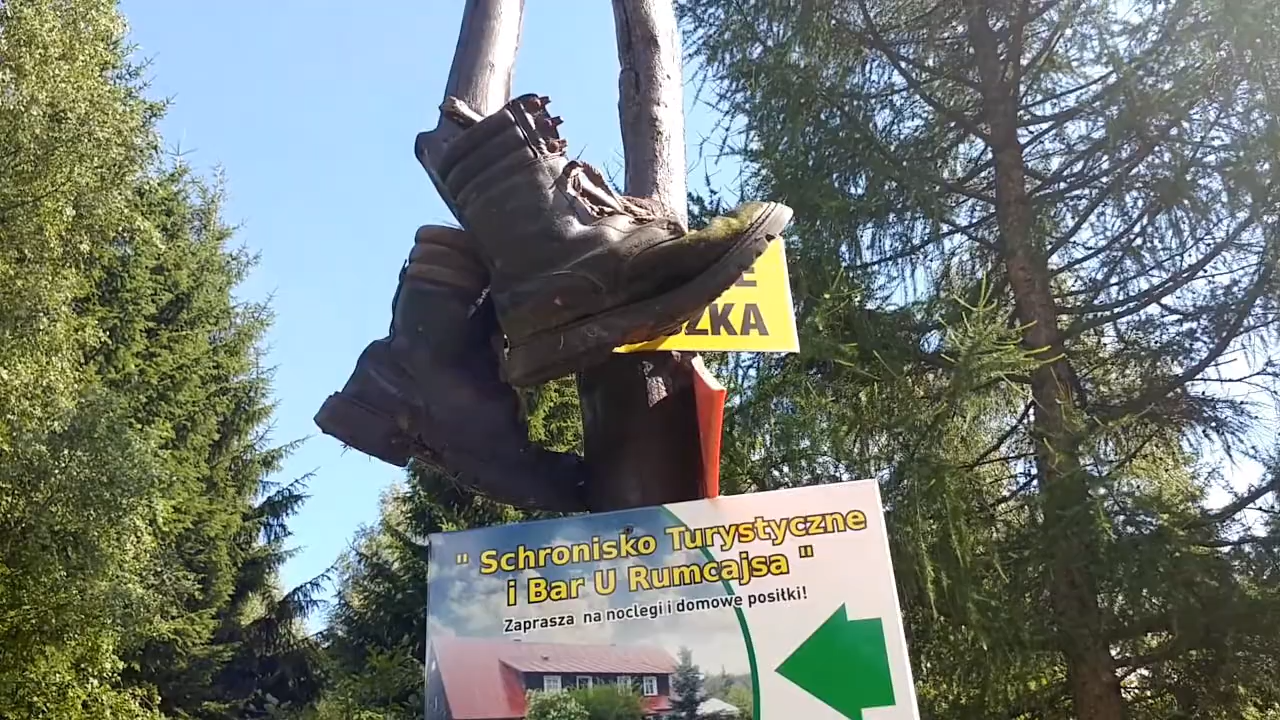 " Schronisko Turystyczne
i Bar U Rumcajsa "
Zaprasza na noclegi i domowe posiłki!